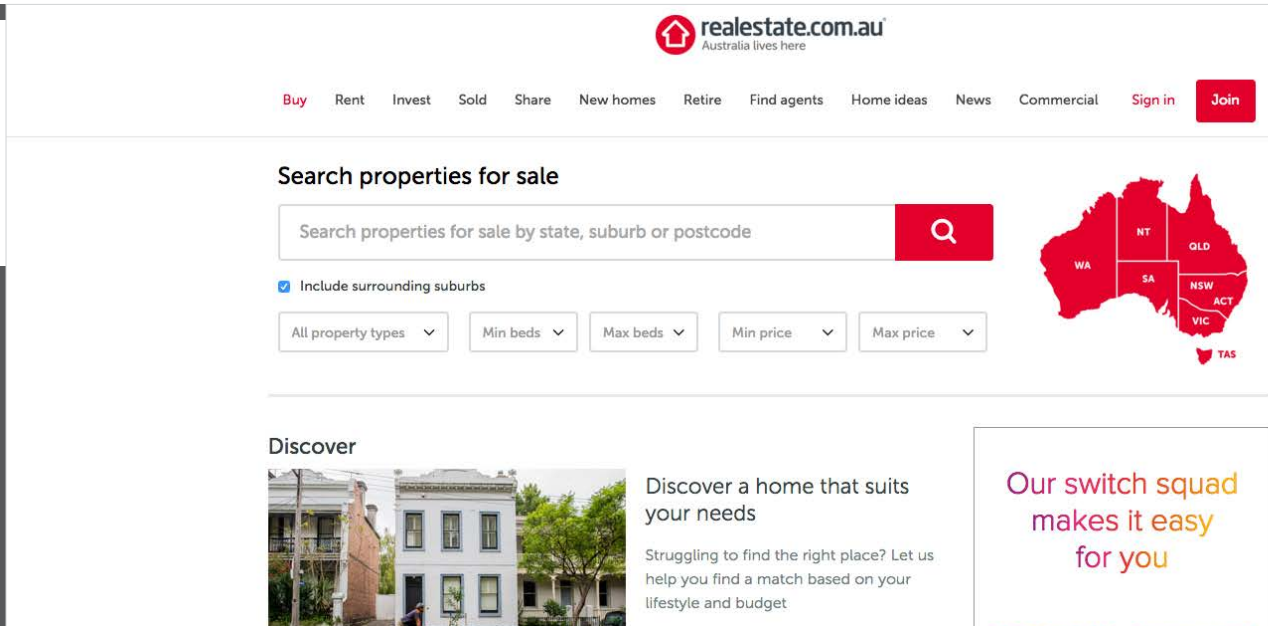 realestate.com.au
Australia lives here
Buy Rent Invest Sold Share New homes Retire Find agents Home ideas News Commercial Sign in Join
Search properties for sale
Search properties for sale by state, suburb or postcode
Include surrounding suburbs
All property types Min beds Max beds Min price Max price
WA
NT
QLD
SA
NSW
ACT
VIC
TAS
Discover
Discover a home that suits
your needs
Struggling to find the right place? Let us
help you find a match based on your
lifestyle and budget
Our switch squad
makes it easy
for you